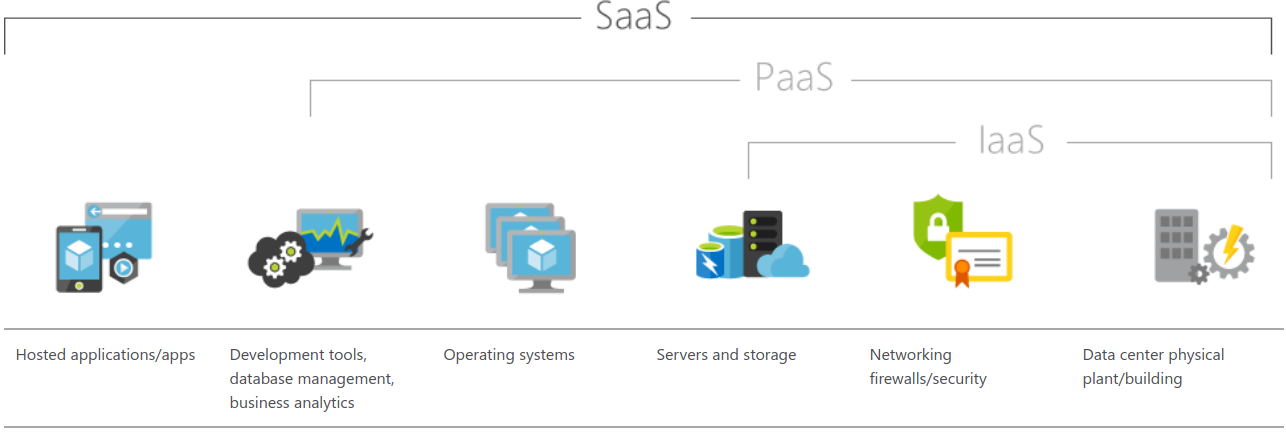 SaaS
PaaS
IaaS
Hosted applications/apps
Development tools,
database management,
business analytics
Operating systems
Servers and storage
Networking
firewalls/security
Data center physical
plant/building